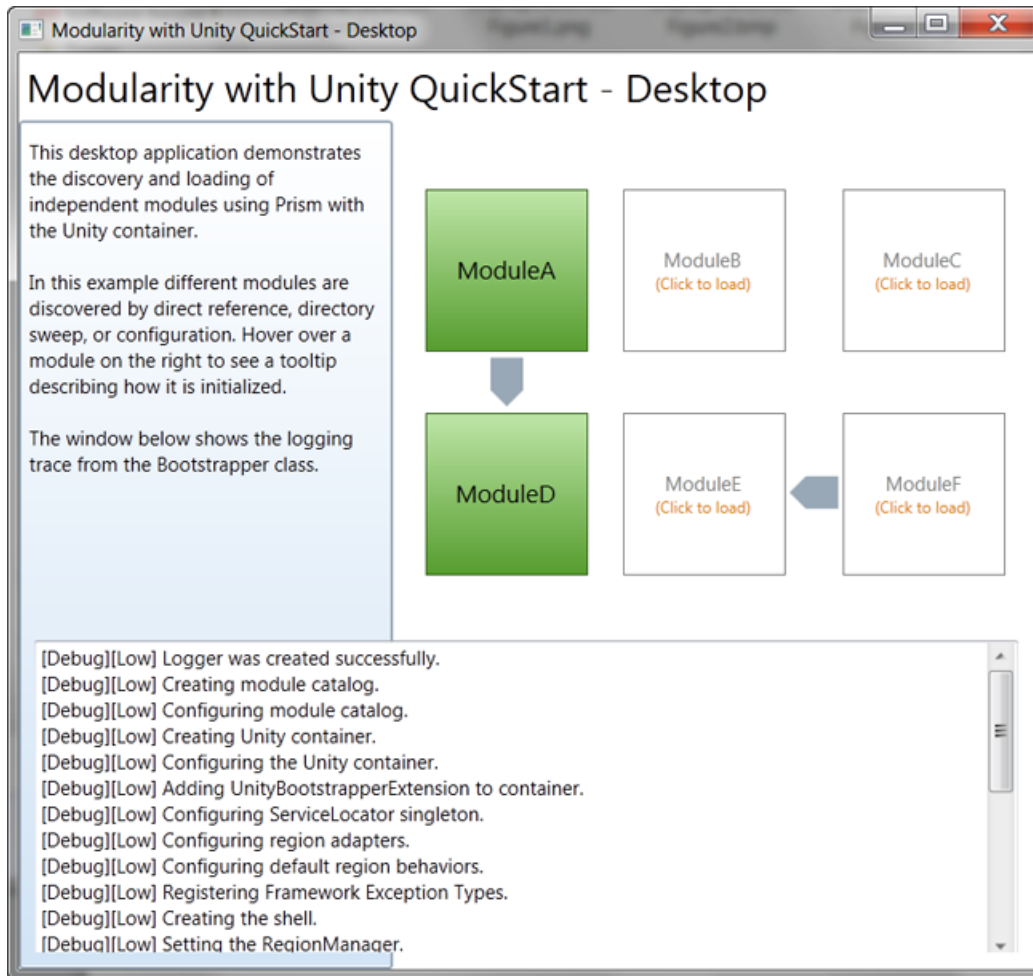 Modularity with Unity QuickStart - Desktop
Modularity with Unity QuickStart - Desktop
This desktop application demonstrates
the discovery and loading of
independent modules using Prism with
the Unity container.
In this example different modules are
discovered by direct reference, directory
sweep, or configuration. Hover over a
module on the right to see a tooltip
describing how it is initialized.
The window below shows the logging
trace from the Bootstrapper class.
ModuleA
ModuleB
(Click to load)
ModuleC
(Click to load)
ModuleD
ModuleE
(Click to load)
ModuleF
(Click to load)
[Debug][Low] Logger was created successfully.
[Debug][Low] Creating module catalog.
[Debug][Low] Configuring module catalog.
[Debug][Low] Creating Unity container.
[Debug][Low] Configuring the Unity container.
[Debug][Low] Adding UnityBootstrapperExtension to container.
[Debug][Low] Configuring ServiceLocator singleton.
[Debug][Low] Configuring region adapters.
[Debug][Low] Configuring default region behaviors.
[Debug][Low] Registering Framework Exception Types.
[Debug][Low] Creating the shell.
[Debug][Low] Setting the RegionManager.